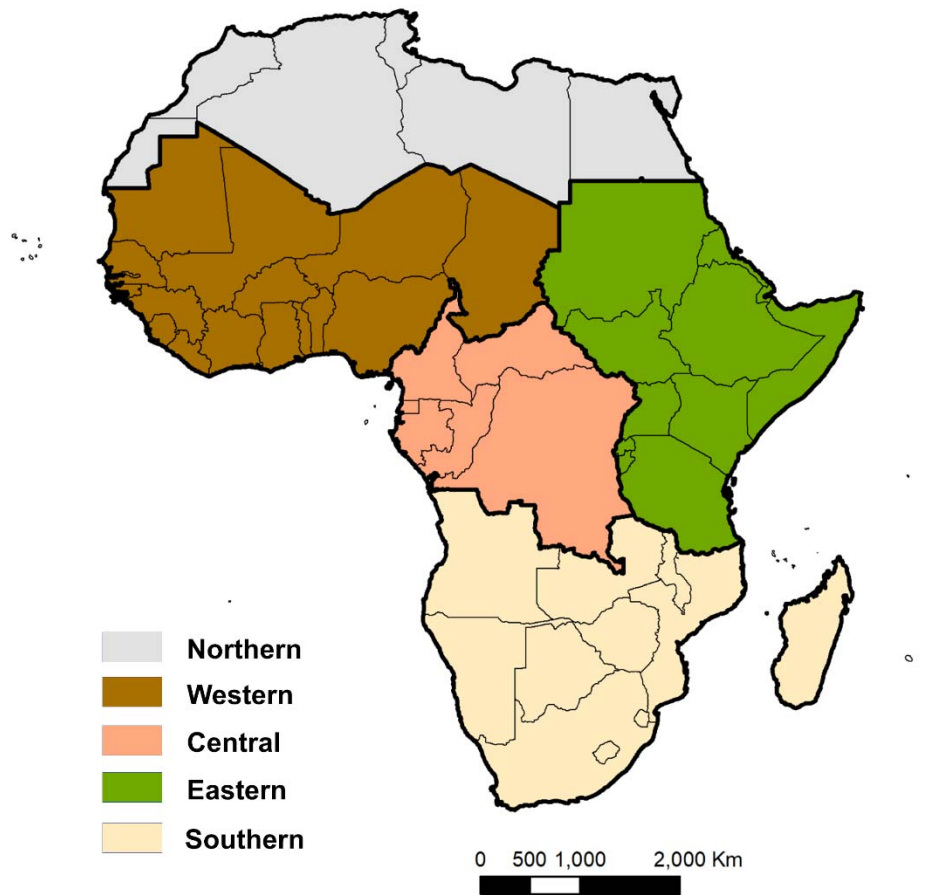 Northern
Western
Central
Eastern
Southern
0 500 1,000 2,000 Km